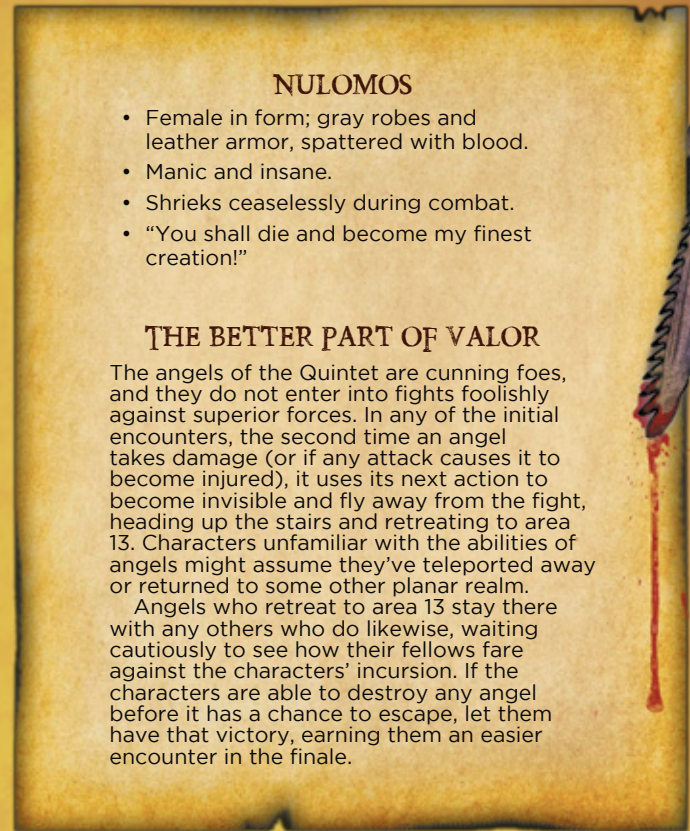 NULOMOS
• Female in form; gray robes and
leather armor, spattered with blood.
• Manic and insane.
• Shrieks ceaselessly during combat.
• “You shall die and become my finest
creation!”
THE BETTER PART OF VALOR
The angels of the Quintet are cunning foes,
and they do not enter into fights foolishly
against superior forces. In any of the initial
encounters, the second time an angel
takes damage (or if any attack causes it to
become injured), it uses its next action to
become invisible and fly away from the fight,
heading up the stairs and retreating to area
13. Characters unfamiliar with the abilities of
angels might assume they’ve teleported away
or returned to some other planar realm.
Angels who retreat to area 13 stay there
with any others who do likewise, waiting
cautiously to see how their fellows fare
against the characters’ incursion. If the
characters are able to destroy any angel
before it has a chance to escape, let them
have that victory, earning them an easier
encounter in the finale.